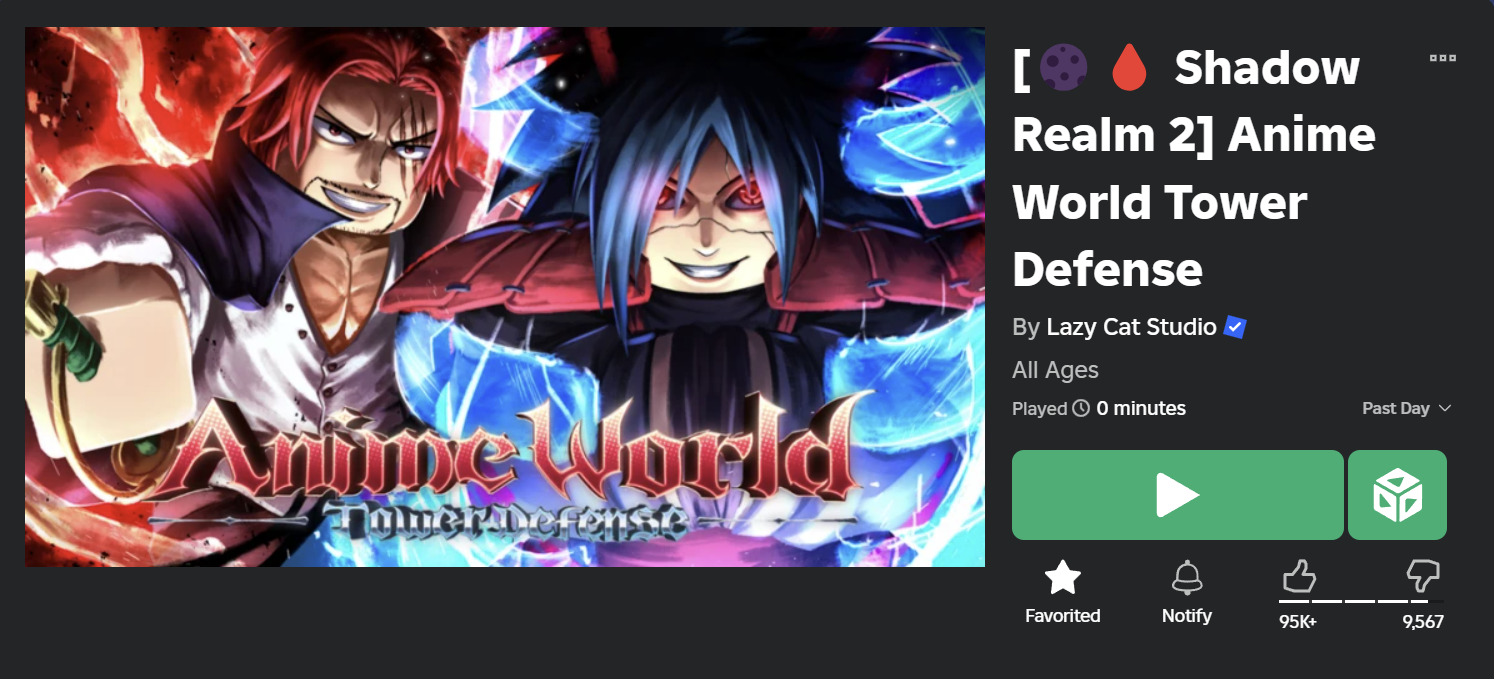 Anime World
Tower Defense
[🌑🩸 Shadow
Realm 2] Anime
World Tower
Defense
By Lazy Cat Studio
All Ages
Played 0 minutes
Past Day
Favorited
Notify
95K+
9,567